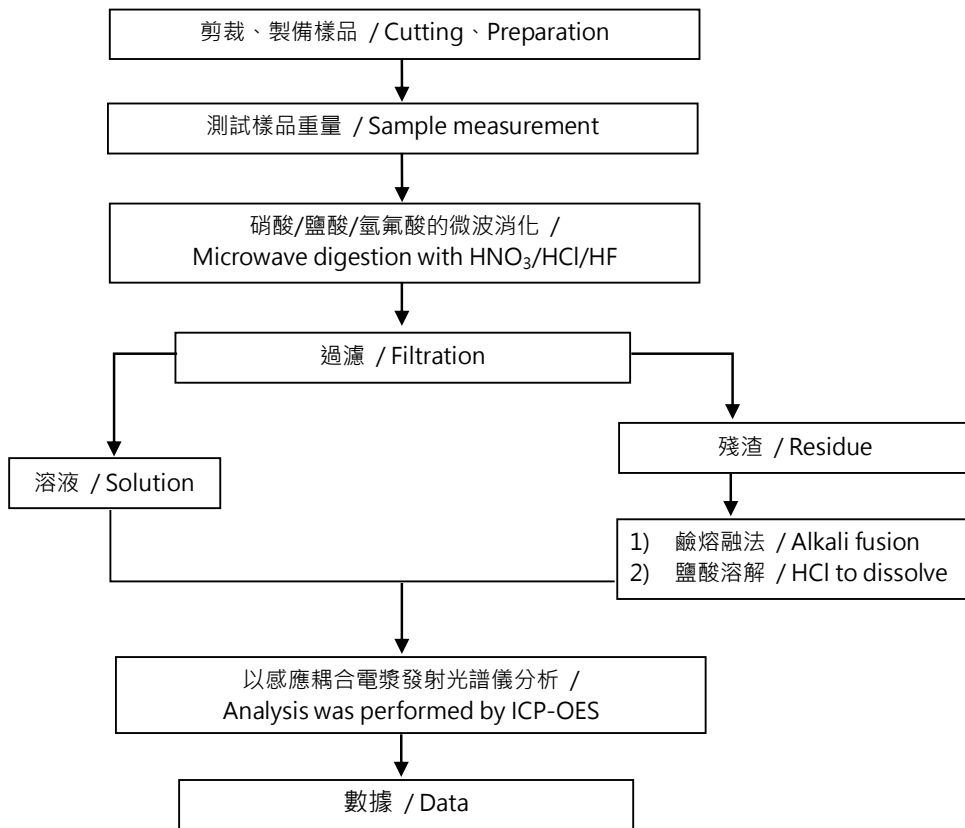 剪裁、製備樣品 / Cutting、Preparation
測試樣品重量 / Sample measurement
硝酸/鹽酸/氫氟酸的微波消化 /
Microwave digestion with HNO₃/HCl/HF
過濾 / Filtration
溶液 / Solution
殘渣 / Residue
1) 鹼熔融法 / Alkali fusion
2) 鹽酸溶解 / HCl to dissolve
以感應耦合電漿發射光譜儀分析 /
Analysis was performed by ICP-OES
數據 / Data